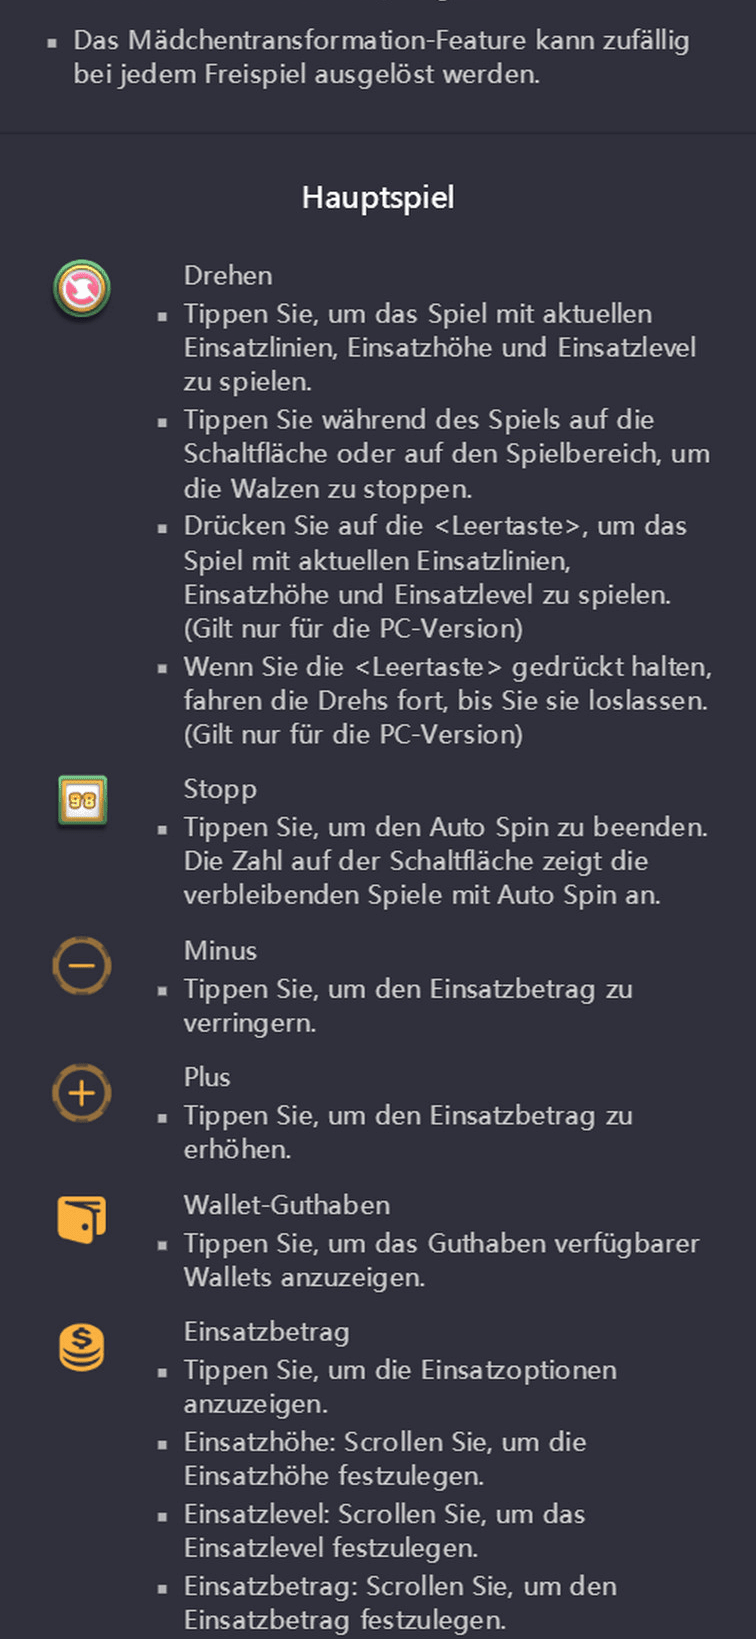 ▪ Das Mädchentransformation-Feature kann zufällig
bei jedem Freispiel ausgelöst werden.
Hauptspiel
Drehen
▪ Tippen Sie, um das Spiel mit aktuellen
Einsatzlinien, Einsatzhöhe und Einsatzlevel
zu spielen.
▪ Tippen Sie während des Spiels auf die
Schaltfläche oder auf den Spielbereich, um
die Walzen zu stoppen.
▪ Drücken Sie auf die <Leertaste>, um das
Spiel mit aktuellen Einsatzlinien,
Einsatzhöhe und Einsatzlevel zu spielen.
(Gilt nur für die PC-Version)
▪ Wenn Sie die <Leertaste> gedrückt halten,
fahren die Drehs fort, bis Sie sie loslassen.
(Gilt nur für die PC-Version)
98
Stopp
▪ Tippen Sie, um den Auto Spin zu beenden.
Die Zahl auf der Schaltfläche zeigt die
verbleibenden Spiele mit Auto Spin an.
Minus
▪ Tippen Sie, um den Einsatzbetrag zu
verringern.
Plus
▪ Tippen Sie, um den Einsatzbetrag zu
erhöhen.
Wallet-Guthaben
▪ Tippen Sie, um das Guthaben verfügbarer
Wallets anzuzeigen.
$
Einsatzbetrag
▪ Tippen Sie, um die Einsatzoptionen
anzuzeigen.
▪ Einsatzhöhe: Scrollen Sie, um die
Einsatzhöhe festzulegen.
▪ Einsatzlevel: Scrollen Sie, um das
Einsatzlevel festzulegen.
▪ Einsatzbetrag: Scrollen Sie, um den
Einsatzbetrag festzulegen.